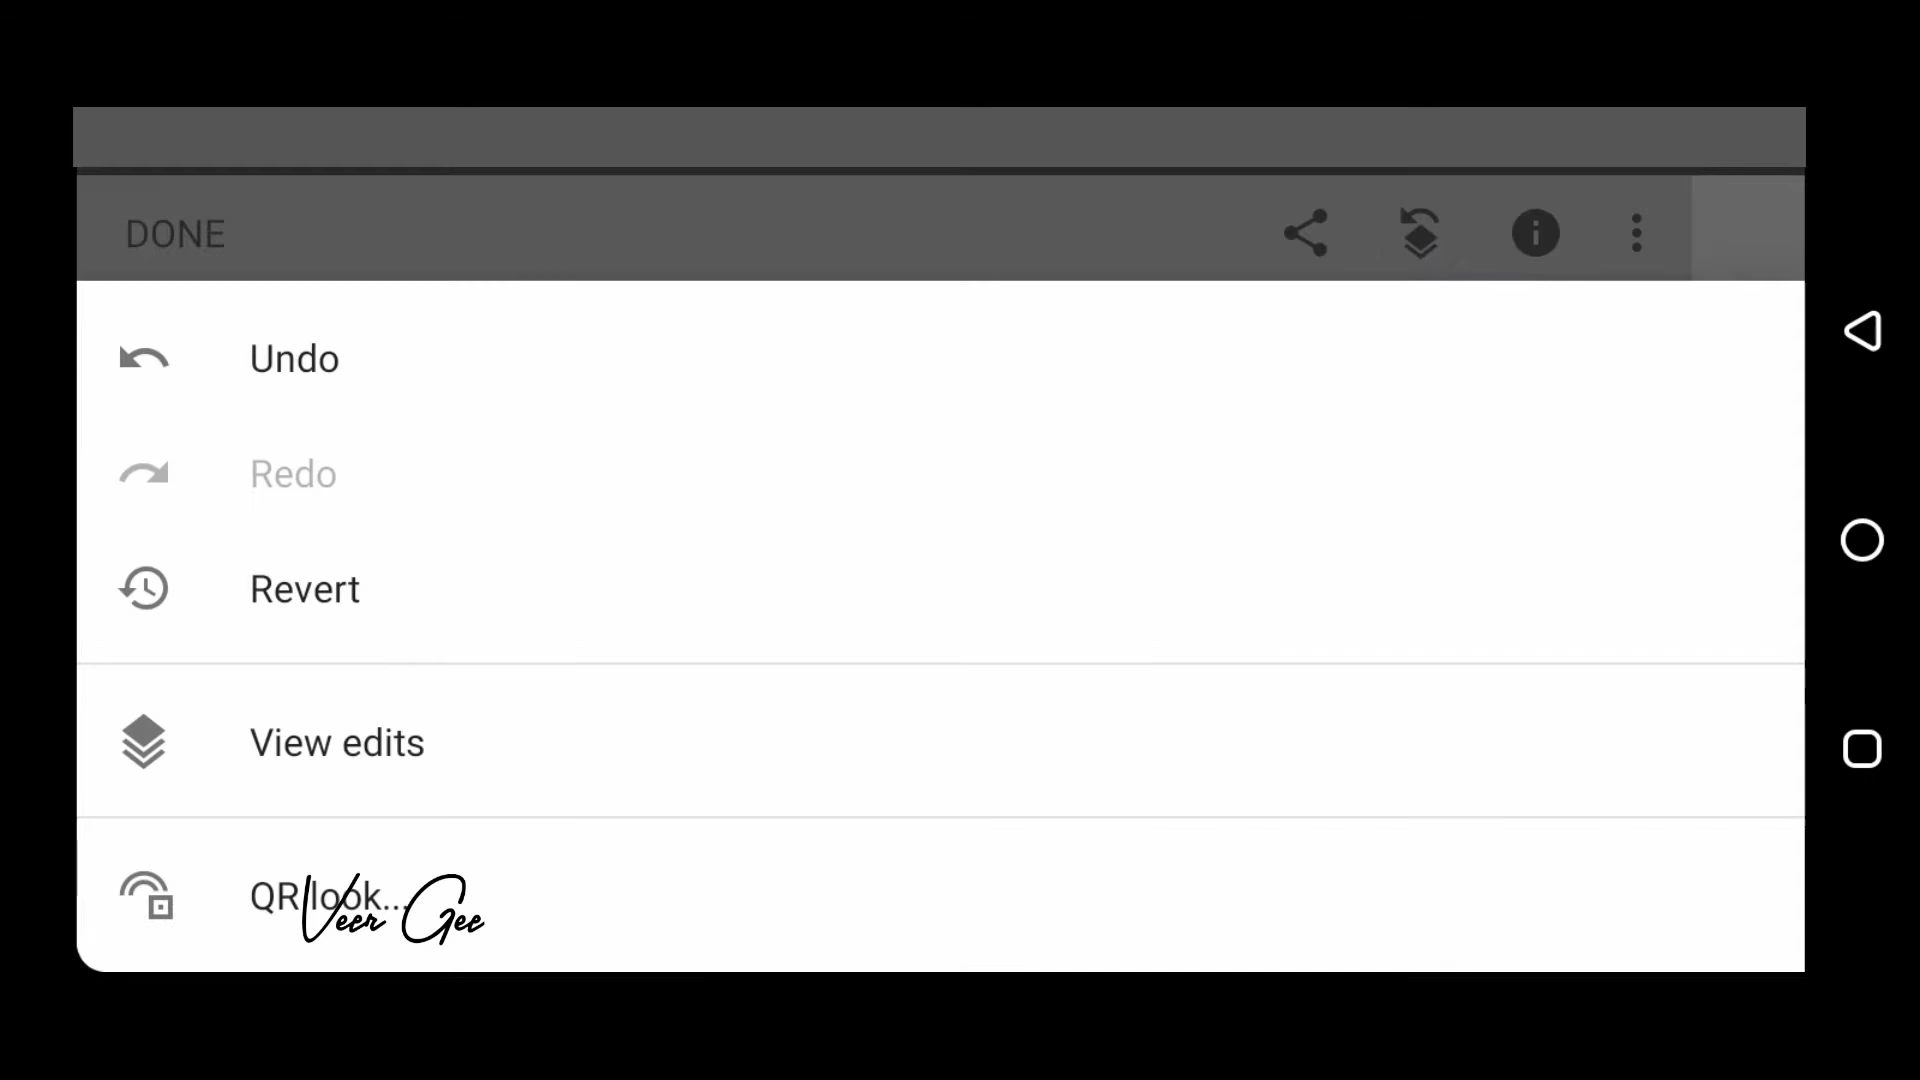 DONE
Undo
Redo
Revert
View edits
QR look...
Veer Gee